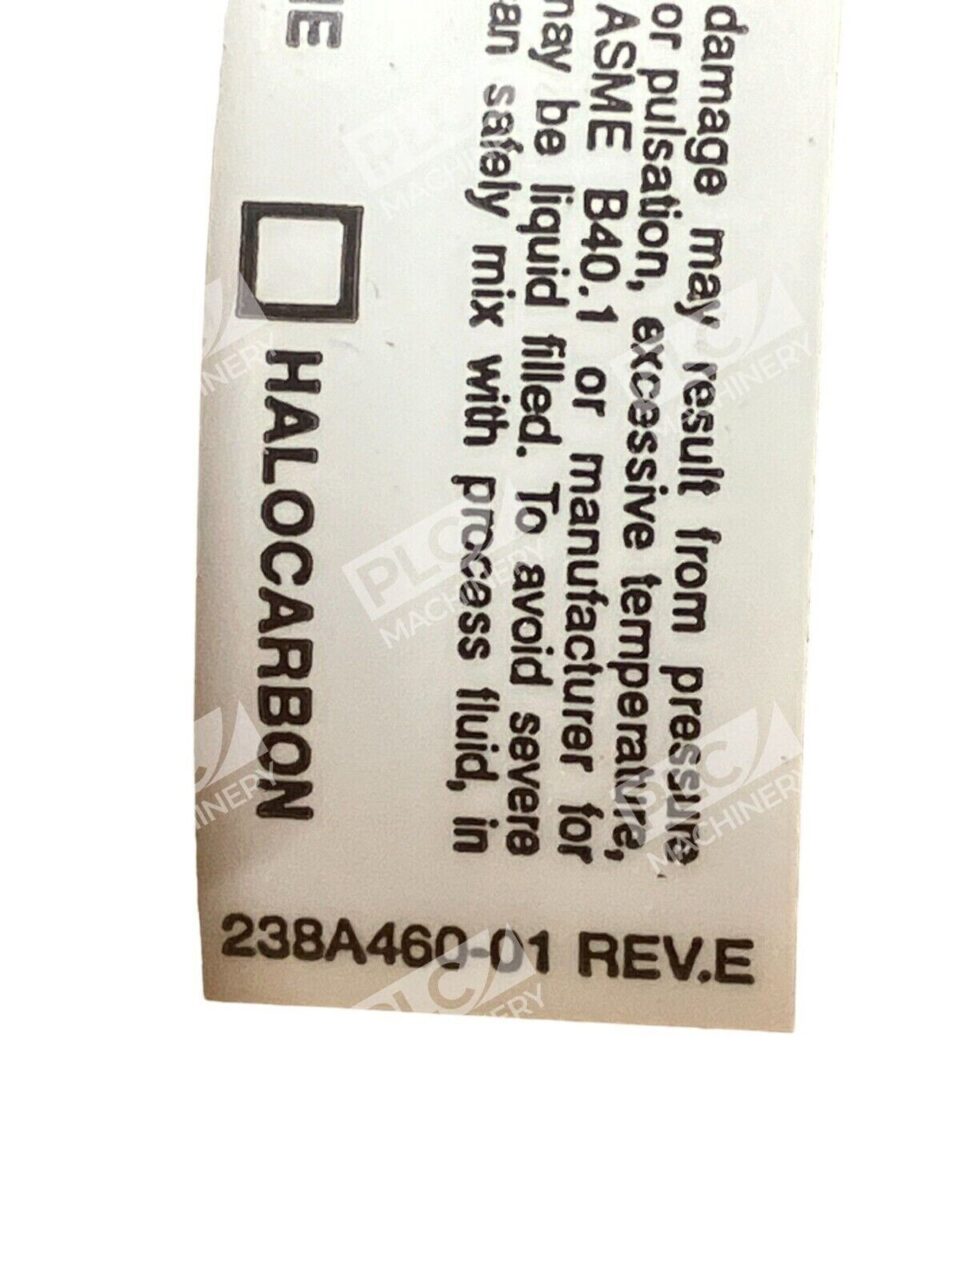 damage may result from pressure
or pulsation, excessive temperature,
ASME B40.1 or manufacturer for
may be liquid filled. To avoid severe
an safely mix with process fluid, in
HALOCARBON
238A460-01 REV.E
PLC
MACHINERY